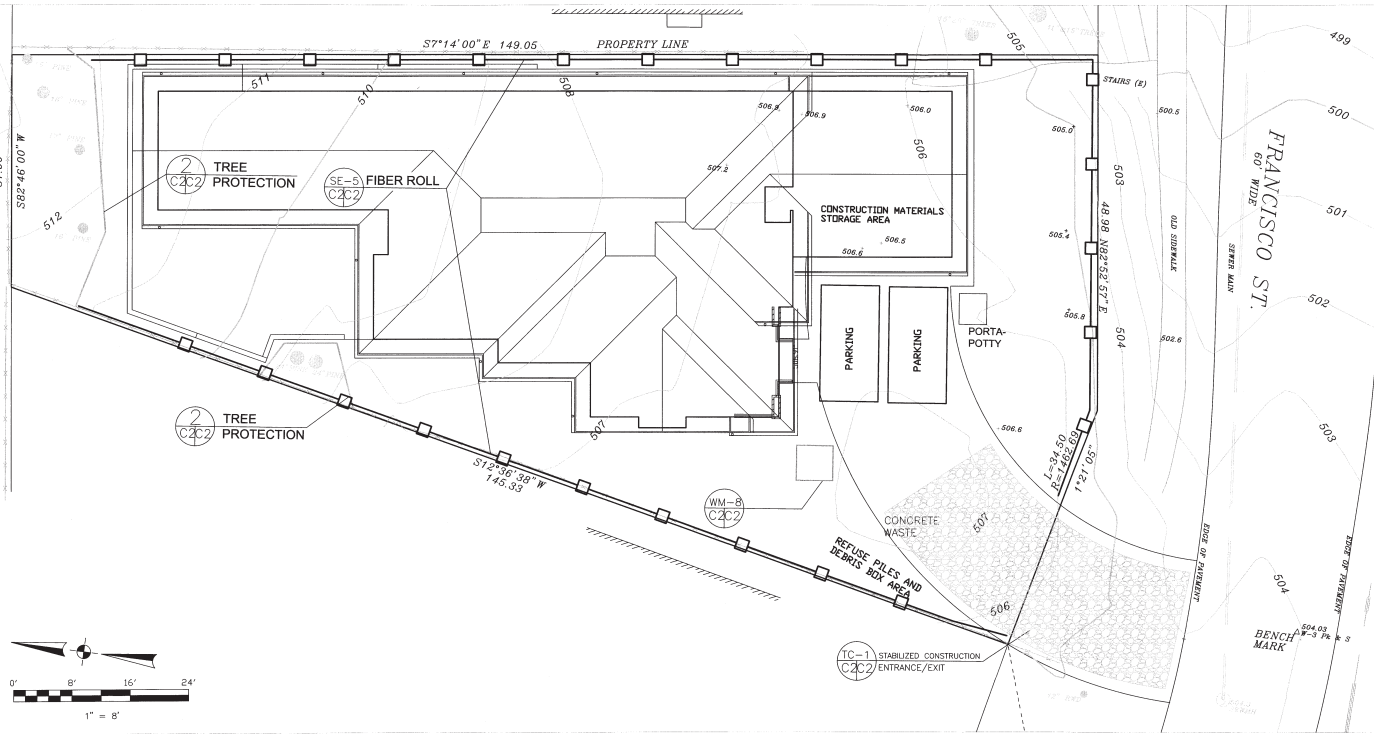 S7°14'00"E 149.05
PROPERTY LINE
499
505
STAIRS (E)
500.5
500
511
510
508
506.9
506.9
506.0
506
505.0
S82°46'00"W
507.2
503
FRANCISCO ST.
60' WIDE
2
C2C2
TREE
PROTECTION
SE-5
C2C2
FIBER ROLL
512
CONSTRUCTION MATERIALS
STORAGE AREA
506.5
506.6
505.4
48.98 N82°52'57"E
OLD SIDEWALK
SEWER MAIN
501
502
505.8
504
502.6
PARKING
PARKING
PORTA-
POTTY
2
C2C2
TREE
PROTECTION
507
506.6
503
S12°36'38"W
145.33
L=34.50
R=1462.69
1°21'05"
WM-8
C2C2
CONCRETE
WASTE
507
REFUSE PILES AND
DEBRIS BOX AREA
506
EDGE OF PAVEMENT
EDGE OF PAVEMENT
504
504.03
BENCH
MARK
TC-1
C2C2
STABILIZED CONSTRUCTION
ENTRANCE/EXIT
0'
8'
16'
24'
1" = 8'